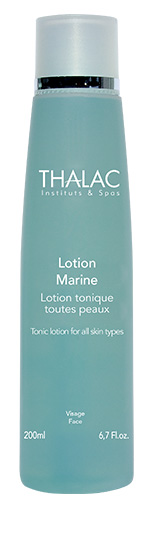 THALAC
Instituts & Spas
Lotion
Marine
Lotion tonique
toutes peaux
Tonic lotion for all skin types
Visage
Face
200ml 6,7 Fl.oz.